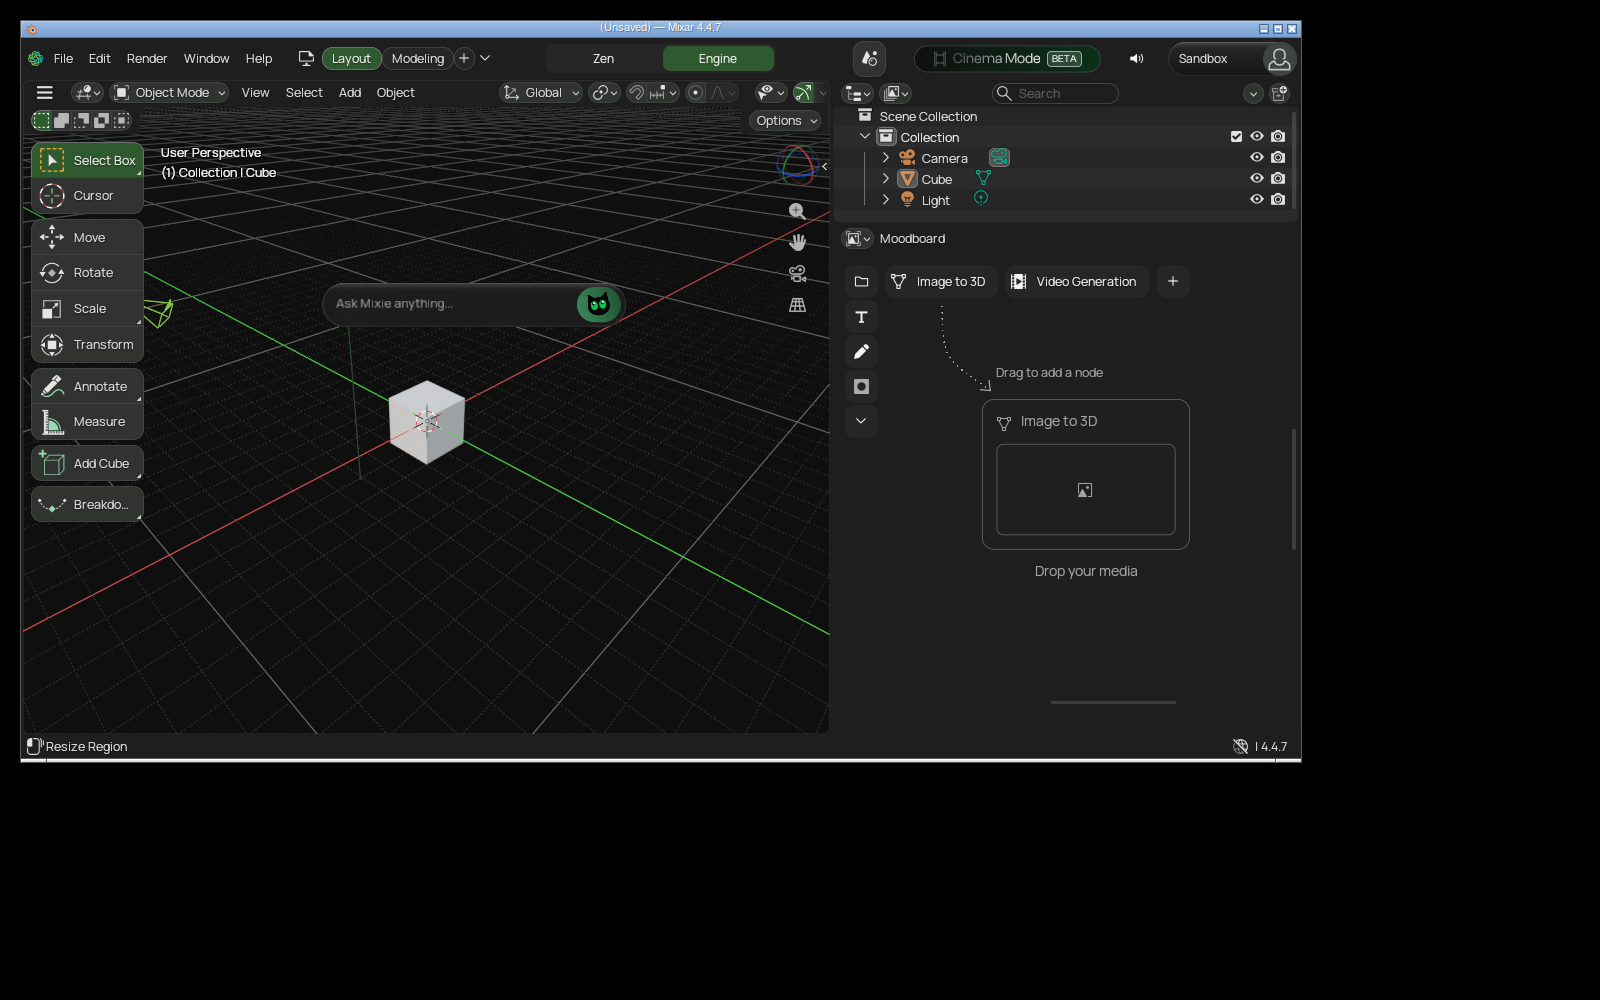 (Unsaved) — Mixar 4.4.7
File Edit Render Window Help Layout Modeling Zen Engine Cinema Mode BETA Sandbox
Object Mode View Select Add Object Global Search
Options
Scene Collection
Collection
Camera
Cube
Light
User Perspective
(1) Collection | Cube
Select Box
Cursor
Move
Rotate
Scale
Transform
Annotate
Measure
Add Cube
Breakdo...
Ask Mixie anything...
Moodboard
Image to 3D Video Generation
T
Drag to add a node
Image to 3D
Drop your media
Resize Region
| 4.4.7